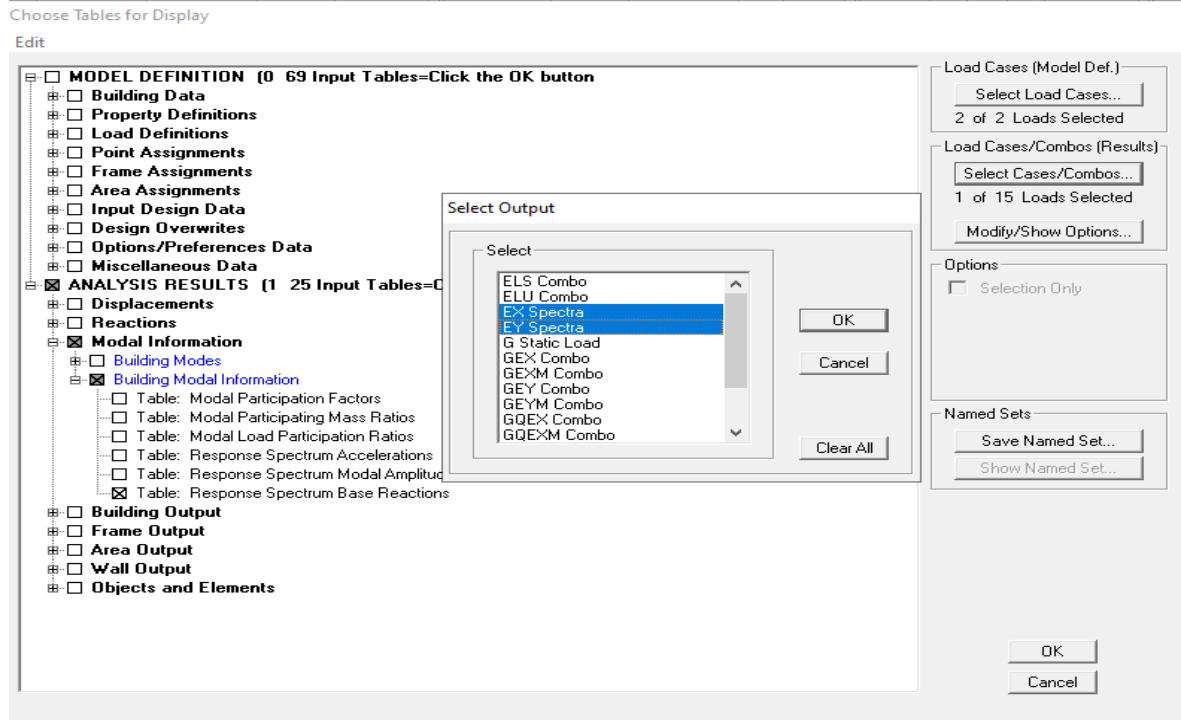 Choose Tables for Display
Edit
MODEL DEFINITION (0 69 Input Tables=Click the OK button
Building Data
Property Definitions
Load Definitions
Point Assignments
Frame Assignments
Area Assignments
Input Design Data
Design Overwrites
Options/Preferences Data
Miscellaneous Data
ANALYSIS RESULTS (1 25 Input Tables=C
Displacements
Reactions
Modal Information
Building Modes
Building Modal Information
Table: Modal Participation Factors
Table: Modal Participating Mass Ratios
Table: Modal Load Participation Ratios
Table: Response Spectrum Accelerations
Table: Response Spectrum Modal Amplituc
Table: Response Spectrum Base Reactions
Building Output
Frame Output
Area Output
Wall Output
Objects and Elements
Select Output
Select
ELS Combo
ELU Combo
EX Spectra
EY Spectra
G Static Load
GEX Combo
GEXM Combo
GEY Combo
GEYM Combo
GQEX Combo
GQEXM Combo
OK
Cancel
Clear All
Load Cases (Model Def.)
Select Load Cases...
2 of 2 Loads Selected
Load Cases/Combos (Results)
Select Cases/Combos...
1 of 15 Loads Selected
Modify/Show Options...
Options
Selection Only
Named Sets
Save Named Set...
Show Named Set...
OK
Cancel